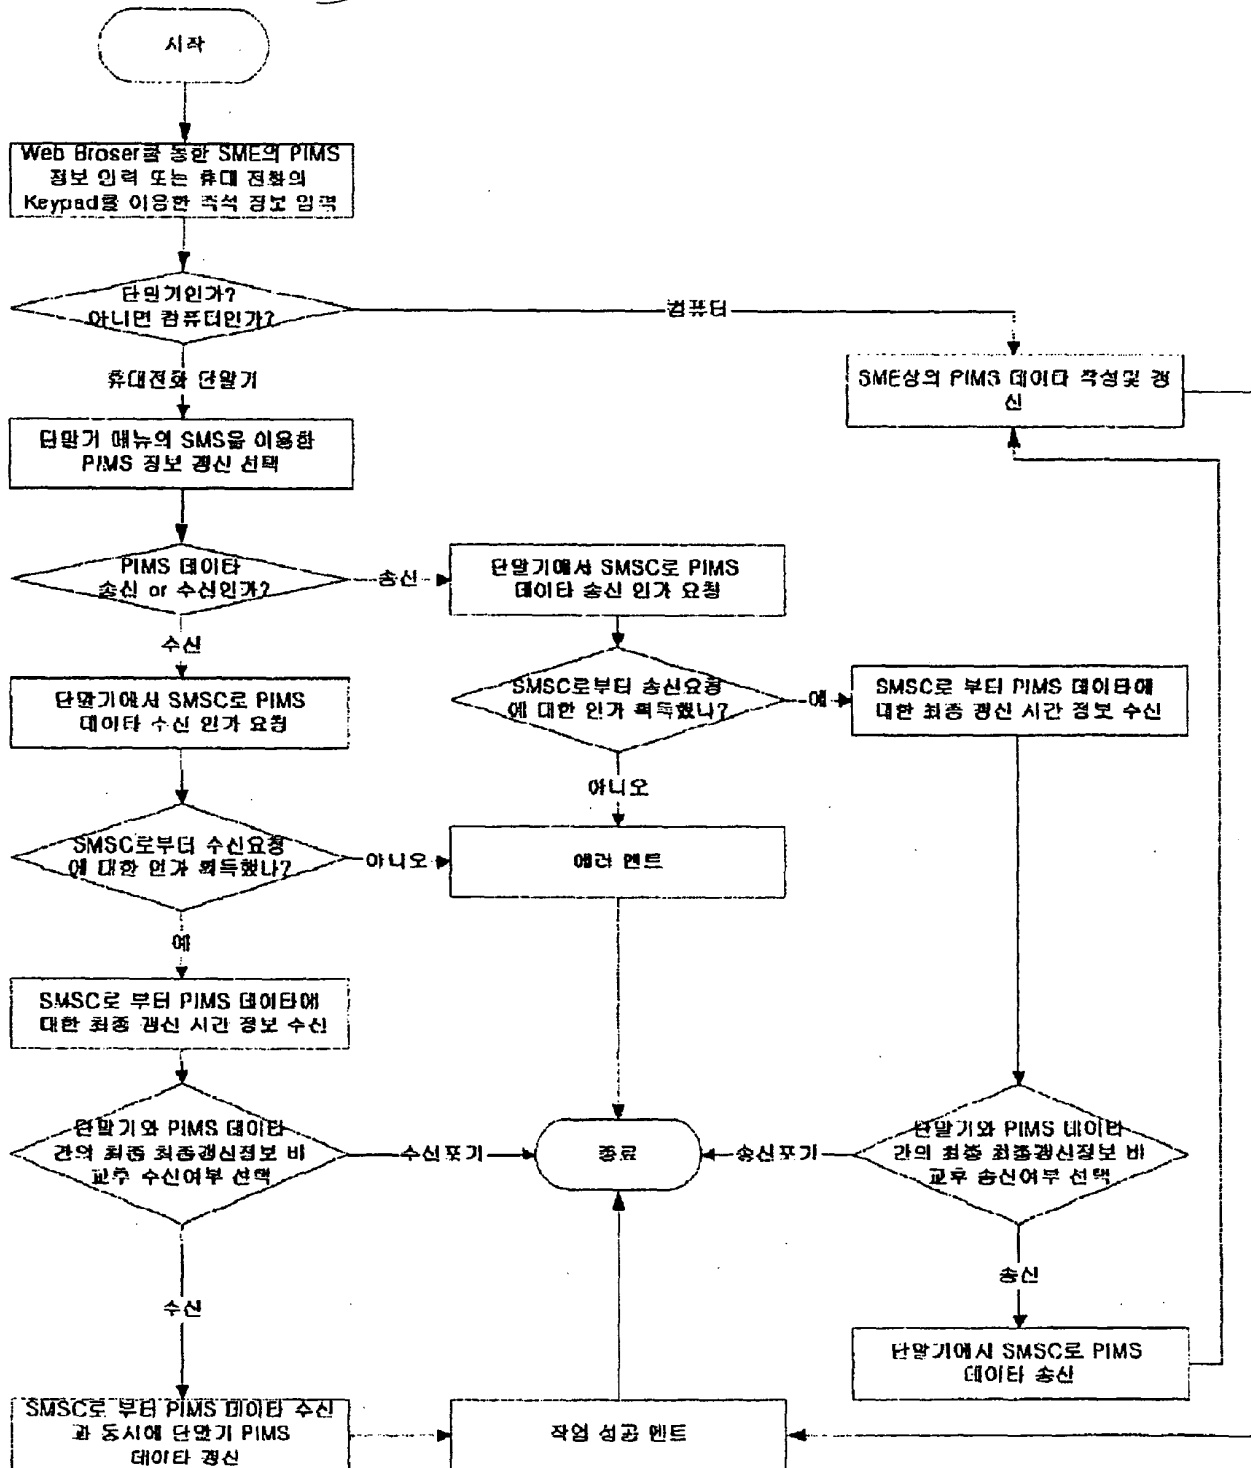 시작
Web Broser를 통한 SME의 PIMS
정보 입력 또는 휴대 전화의
Keypad를 이용한 즉석 정보 입력
단말기인가?
아니면 컴퓨터인가?
컴퓨터
휴대전화 단말기
SME상의 PIMS 데이타 작성및 갱
신
단말기 메뉴의 SMS을 이용한
PIMS 정보 갱신 선택
PIMS 데이타
송신 or 수신인가?
송신
단말기에서 SMSC로 PIMS
데이타 송신 인가 요청
수신
단말기에서 SMSC로 PIMS
데이타 수신 인가 요청
SMSC로부터 송신요청
에 대한 인가 획득했나?
예
SMSC로 부터 PIMS 데이타에
대한 최종 갱신 시간 정보 수신
아니오
SMSC로부터 수신요청
에 대한 인가 획득했나?
아니오
에러 멘트
예
SMSC로 부터 PIMS 데이타에
대한 최종 갱신 시간 정보 수신
단말기와 PIMS 데이타
간의 최종 최종갱신정보 비
교후 수신여부 선택
수신포기
종료
송신포기
단말기와 PIMS 데이타
간의 최종 최종갱신정보 비
교후 송신여부 선택
송신
수신
단말기에서 SMSC로 PIMS
데이타 송신
SMSC로 부터 PIMS 데이타 수신
과 동시에 단말기 PIMS
데이타 갱신
작업 성공 멘트